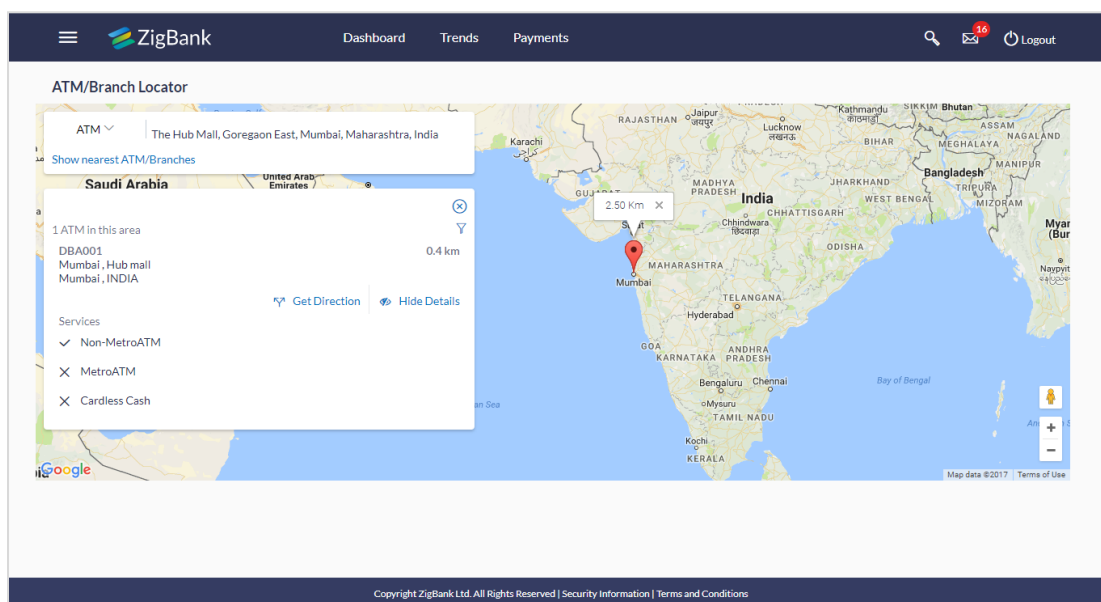 ZigBank
Dashboard Trends Payments
16
Logout
ATM/Branch Locator
ATM
The Hub Mall, Goregaon East, Mumbai, Maharashtra, India
Show nearest ATM/Branches
1 ATM in this area
DBA001 0.4 km
Mumbai , Hub mall
Mumbai , INDIA
Get Direction Hide Details
Services
Non-MetroATM
MetroATM
Cardless Cash
Saudi Arabia
United Arab
Emirates
Karachi
RAJASTHAN
Jaipur
जयपुर
Lucknow
लखनऊ
Kathmandu
काठमाडौं
SIKKIM
Bhutan
ASSAM
NAGALAND
BIHAR
MEGHALAYA
MANIPUR
Bangladesh
TRIPURA
MIZORAM
JHARKHAND
WEST BENGAL
MADHYA
PRADESH
India
CHHATTISGARH
2.50 Km
Chhindwara
छिंदवाड़ा
ODISHA
MAHARASHTRA
Mumbai
TELANGANA
Hyderabad
GOA
KARNATAKA
ANDHRA
PRADESH
Bengaluru
Chennai
Mysuru
TAMIL NADU
Kochi
KERALA
Bay of Bengal
Google
Map data ©2017 Terms of Use
Copyright ZigBank Ltd. All Rights Reserved | Security Information | Terms and Conditions